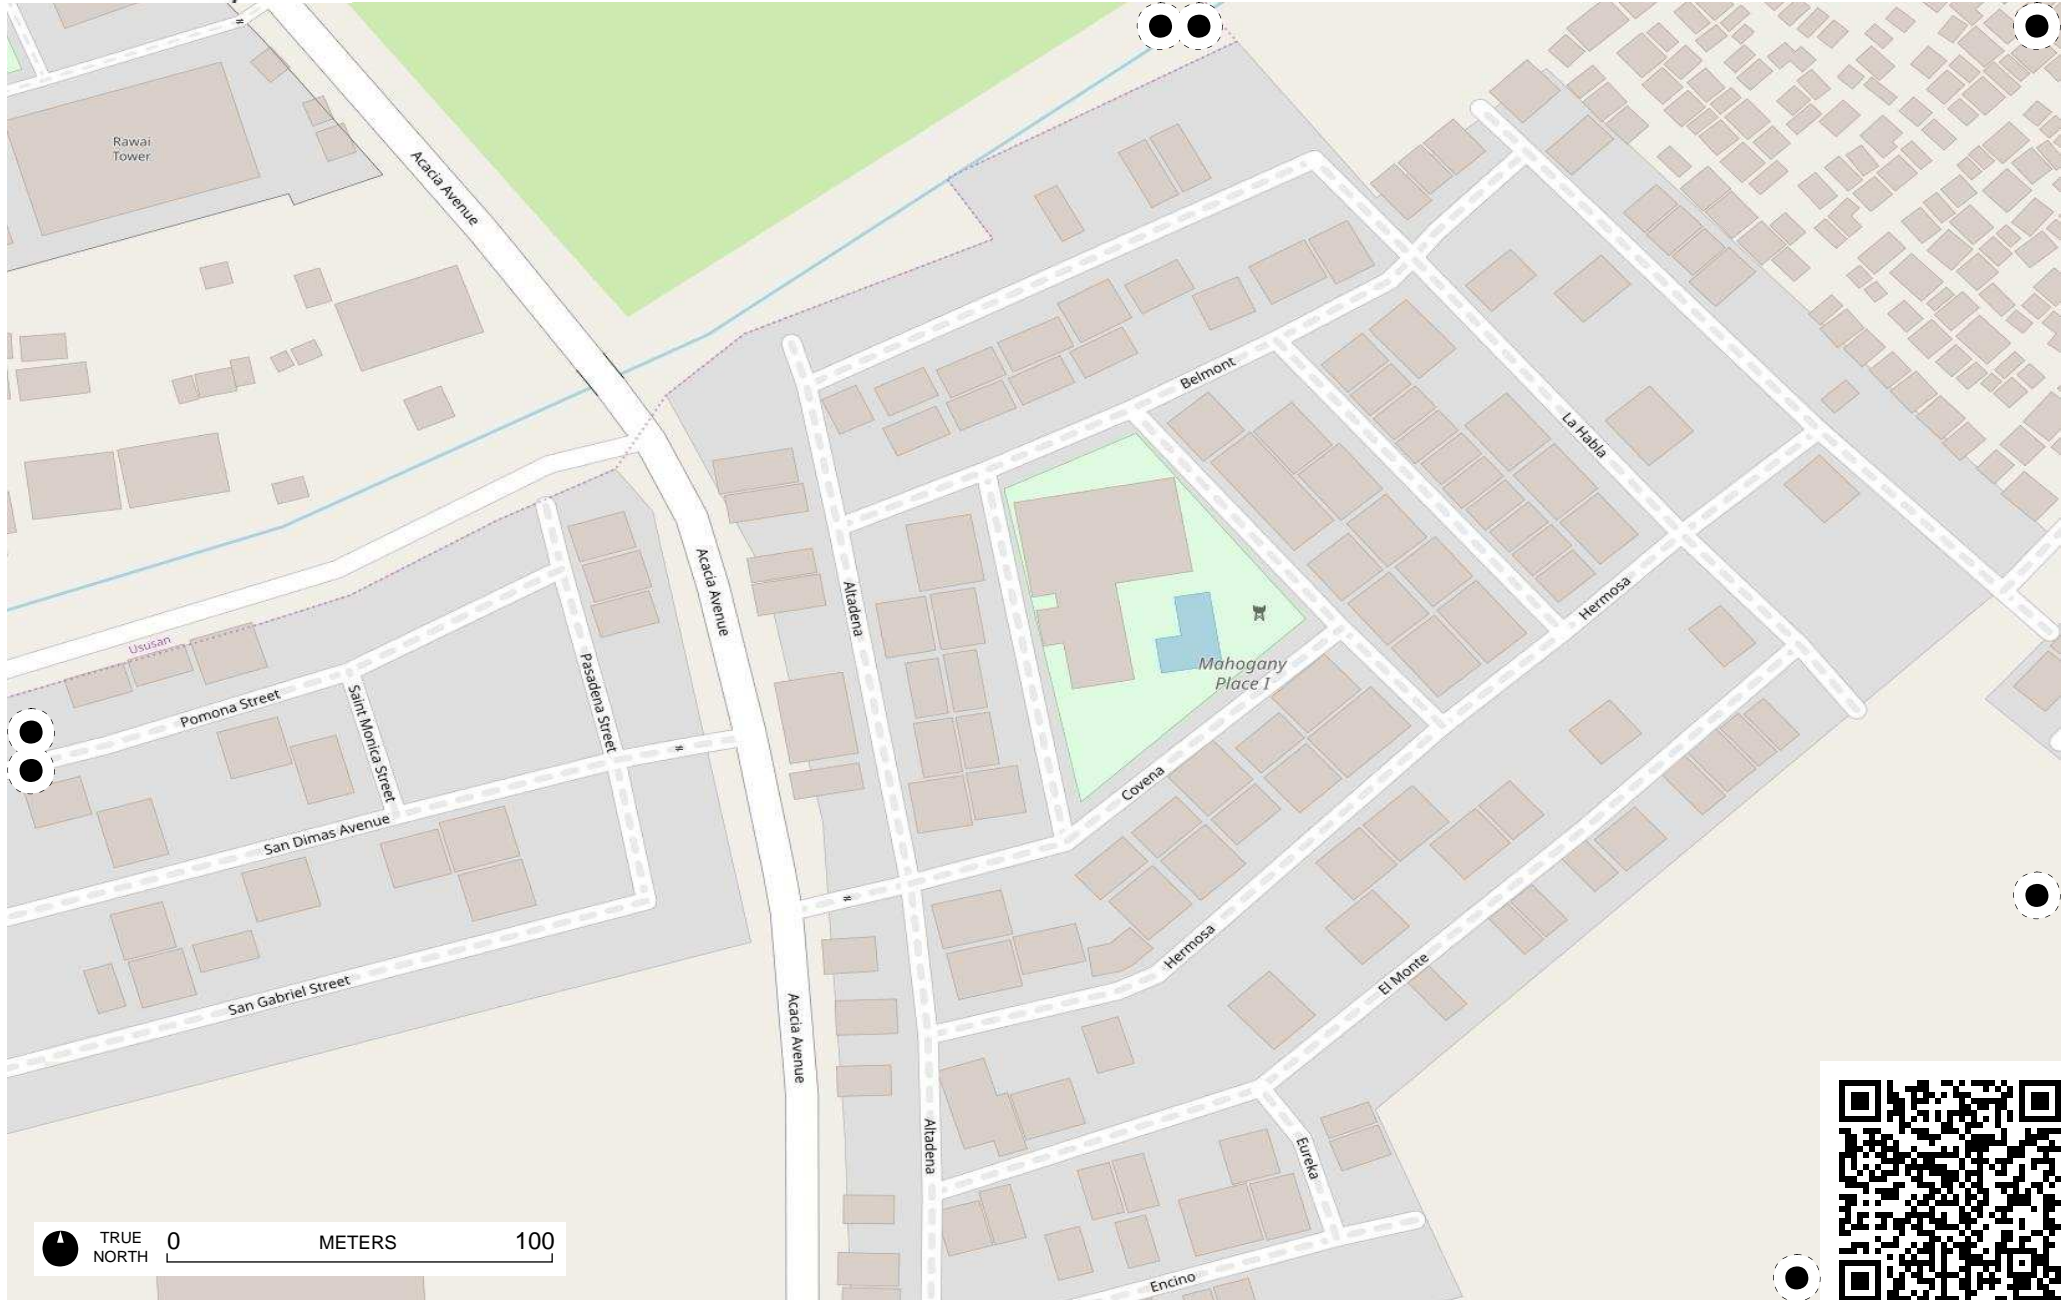 Rawai
Tower
Acacia Avenue
Belmont
La Habla
Acacia Avenue
Altadena
Hermosa
Ususan
Pomona Street
Saint Monica Street
Pasadena Street
Mahogany
Place I
Covena
San Dimas Avenue
Hermosa
El Monte
San Gabriel Street
Acacia Avenue
Altadena
Eureka
Encino
TRUE
NORTH
0 METERS 100